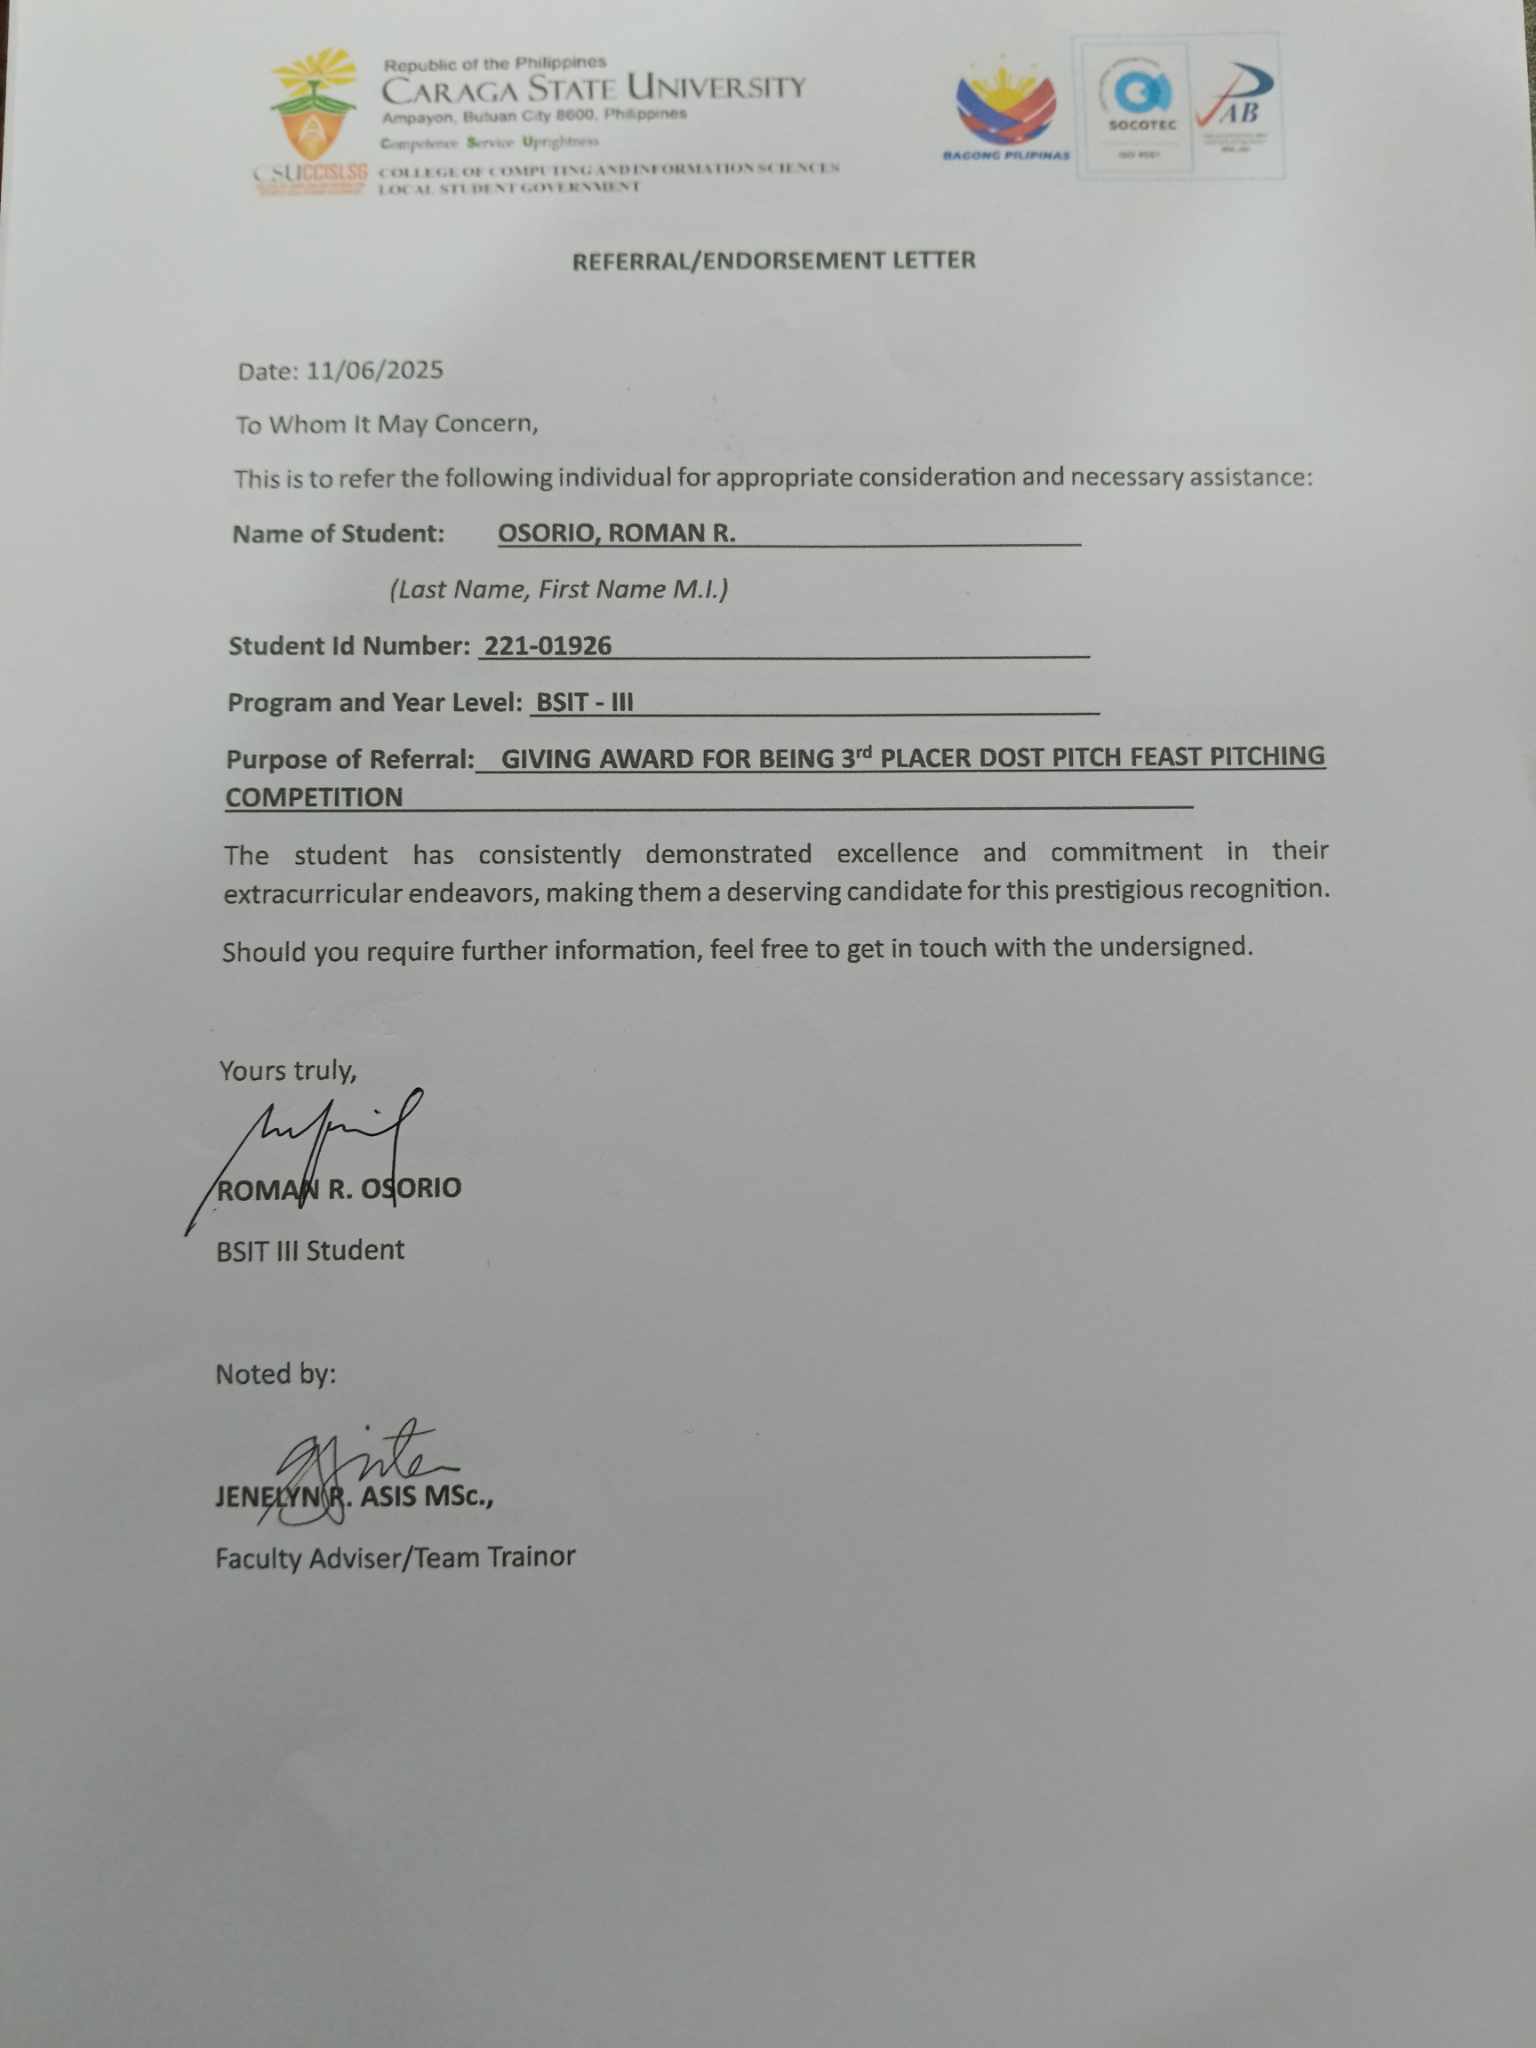 Republic of the Philippines
CARAGA STATE UNIVERSITY
Ampayon, Butuan City 8600, Philippines
Competence Service Uprightness
CSUCCISLSG
COLLEGE OF COMPUTING AND INFORMATION SCIENCES
LOCAL STUDENT GOVERNMENT
BAGONG PILIPINAS
SOCOTEC
ISO 9001
PAB
REFERRAL/ENDORSEMENT LETTER
Date: 11/06/2025
To Whom It May Concern,
This is to refer the following individual for appropriate consideration and necessary assistance:
Name of Student: OSORIO, ROMAN R.
(Last Name, First Name M.I.)
Student Id Number: 221-01926
Program and Year Level: BSIT - III
Purpose of Referral: GIVING AWARD FOR BEING 3rd PLACER DOST PITCH FEAST PITCHING
COMPETITION
The student has consistently demonstrated excellence and commitment in their
extracurricular endeavors, making them a deserving candidate for this prestigious recognition.
Should you require further information, feel free to get in touch with the undersigned.
Yours truly,
ROMAN R. OSORIO
BSIT III Student
Noted by:
JENELYN R. ASIS MSc.,
Faculty Adviser/Team Trainor